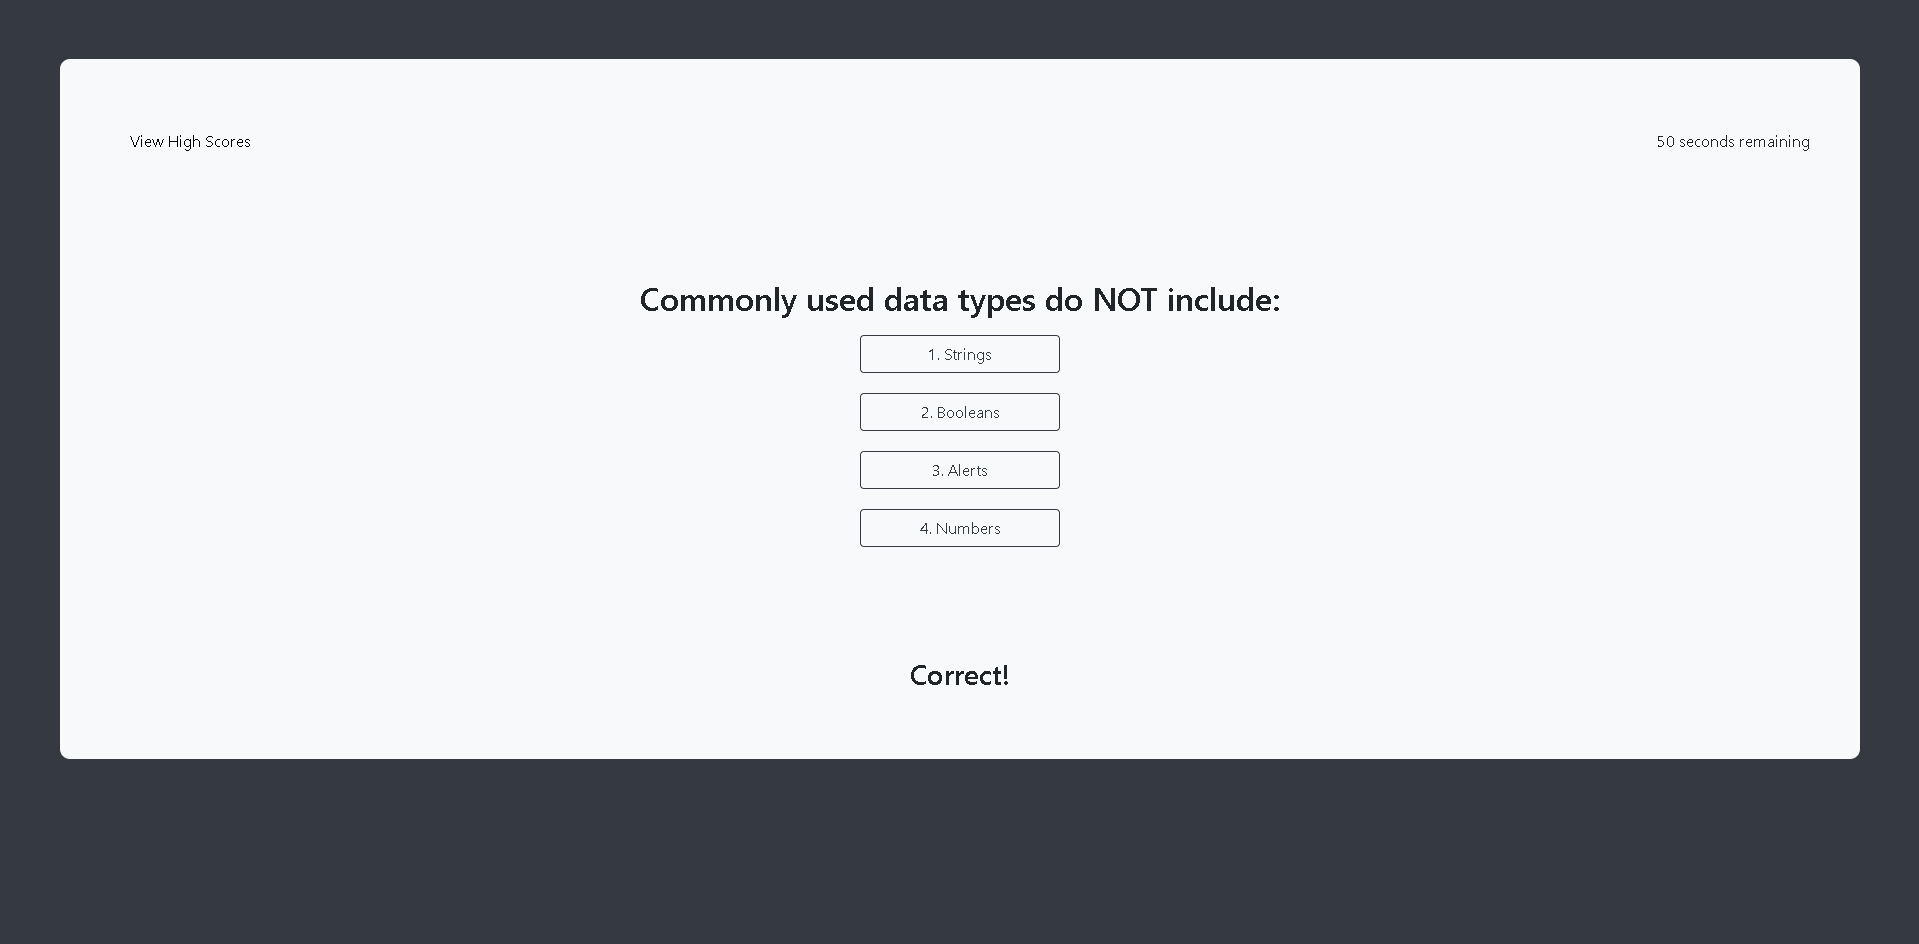 View High Scores
50 seconds remaining
Commonly used data types do NOT include:
1. Strings
2. Booleans
3. Alerts
4. Numbers
Correct!